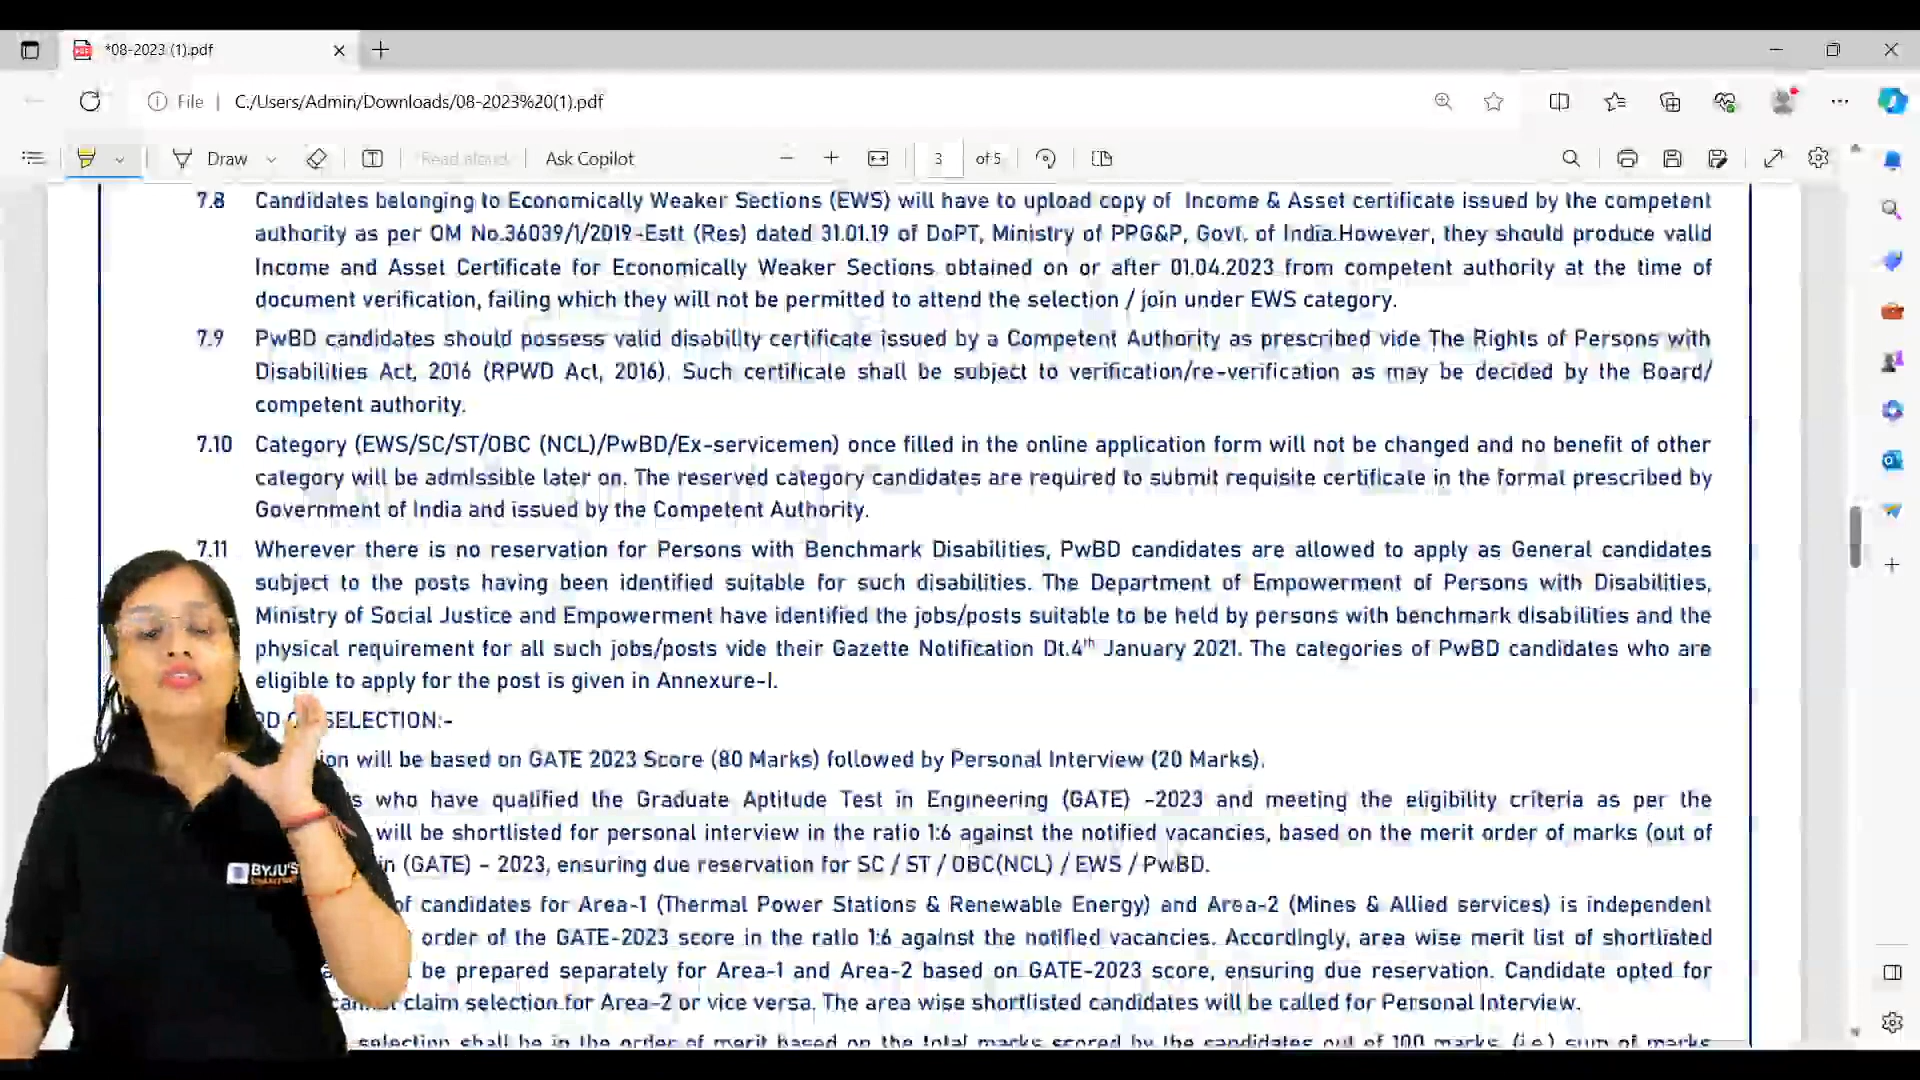 *08-2023 (1).pdf
File | C:/Users/Admin/Downloads/08-2023%20(1).pdf
Draw
Read aloud
Ask Copilot
3 of 5
7.8 Candidates belonging to Economically Weaker Sections (EWS) will have to upload copy of Income & Asset certificate issued by the competent
authority as per OM No.36039/1/2019-Estt (Res) dated 31.01.19 of DoPT, Ministry of PPG&P, Govt. of India.However, they should produce valid
Income and Asset Certificate for Economically Weaker Sections obtained on or after 01.04.2023 from competent authority at the time of
document verification, failing which they will not be permitted to attend the selection / join under EWS category.
7.9 PwBD candidates should possess valid disability certificate issued by a Competent Authority as prescribed vide The Rights of Persons with
Disabilities Act, 2016 (RPWD Act, 2016). Such certificate shall be subject to verification/re-verification as may be decided by the Board/
competent authority.
7.10 Category (EWS/SC/ST/OBC (NCL)/PwBD/Ex-servicemen) once filled in the online application form will not be changed and no benefit of other
category will be admissible later on. The reserved category candidates are required to submit requisite certificate in the format prescribed by
Government of India and issued by the Competent Authority.
7.11 Wherever there is no reservation for Persons with Benchmark Disabilities, PwBD candidates are allowed to apply as General candidates
subject to the posts having been identified suitable for such disabilities. The Department of Empowerment of Persons with Disabilities,
Ministry of Social Justice and Empowerment have identified the jobs/posts suitable to be held by persons with benchmark disabilities and the
physical requirement for all such jobs/posts vide their Gazette Notification Dt.4th January 2021. The categories of PwBD candidates who are
eligible to apply for the post is given in Annexure-I.
SELECTION:-
will be based on GATE 2023 Score (80 Marks) followed by Personal Interview (20 Marks).
who have qualified the Graduate Aptitude Test in Engineering (GATE) -2023 and meeting the eligibility criteria as per the
will be shortlisted for personal interview in the ratio 1:6 against the notified vacancies, based on the merit order of marks (out of
BYJU'S
(GATE) - 2023, ensuring due reservation for SC / ST / OBC(NCL) / EWS / PwBD.
of candidates for Area-1 (Thermal Power Stations & Renewable Energy) and Area-2 (Mines & Allied services) is independent
order of the GATE-2023 score in the ratio 1:6 against the notified vacancies. Accordingly, area wise merit list of shortlisted
be prepared separately for Area-1 and Area-2 based on GATE-2023 score, ensuring due reservation. Candidate opted for
claim selection for Area-2 or vice versa. The area wise shortlisted candidates will be called for Personal Interview.
selection shall be in the order of merit based on the total marks scored by the candidates out of 100 marks (i.e.) sum of marks